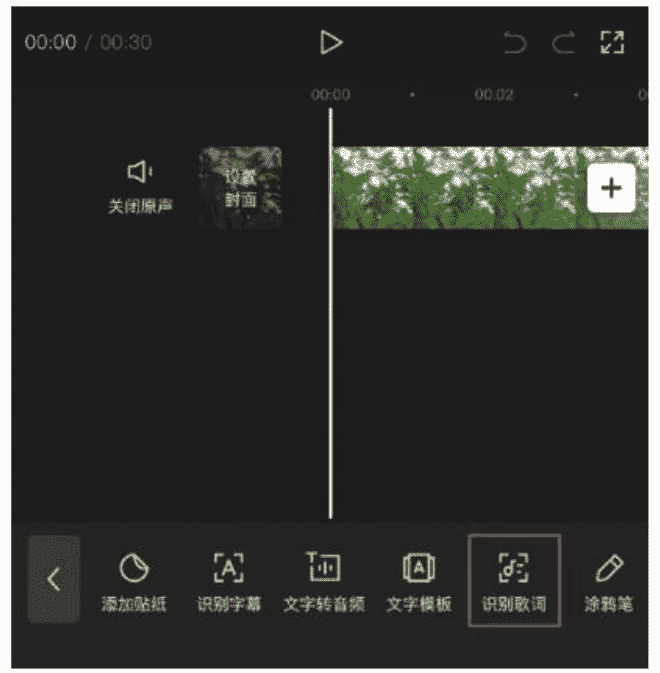 00:00 / 00:30
00:00 00:02
关闭原声
设置
封面
添加贴纸 识别字幕 文字转音频 文字模板 识别歌词 涂鸦笔